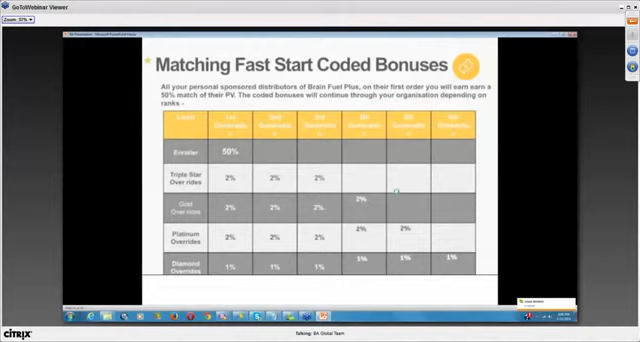 GoToWebinar Viewer
Zoom: 57%
Matching Fast Start Coded Bonuses
All your personal sponsored distributors of Brain Fuel Plus, on their first order you will earn earn a
50% match of their PV. The coded bonuses will continue through your organisation depending on
ranks -
Enroller 50%
Triple Star 2% 2% 2%
Over rides
Gold 2% 2% 2% 2%
Over rides
Platinum 2% 2% 2% 2% 2%
Overrides
Diamond 1% 1% 1% 1% 1% 1%
Overrides
CITRIX
Talking: BA Global Team